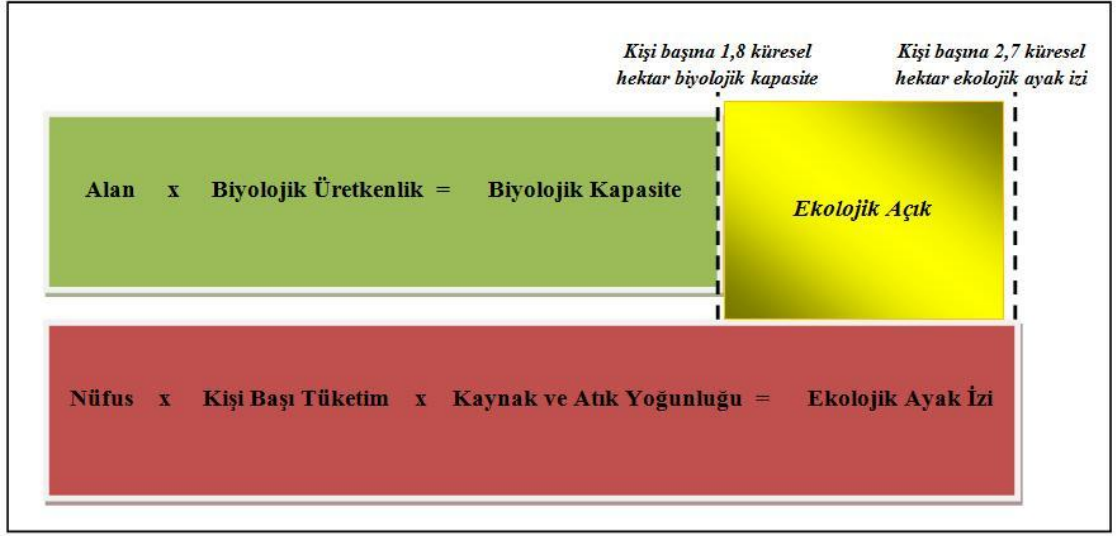 Kişi başına 1,8 küresel
hektar biyolojik kapasite
Kişi başına 2,7 küresel
hektar ekolojik ayak izi
Alan x Biyolojik Üretkenlik = Biyolojik Kapasite
Ekolojik Açık
Nüfus x Kişi Başı Tüketim x Kaynak ve Atık Yoğunluğu = Ekolojik Ayak İzi